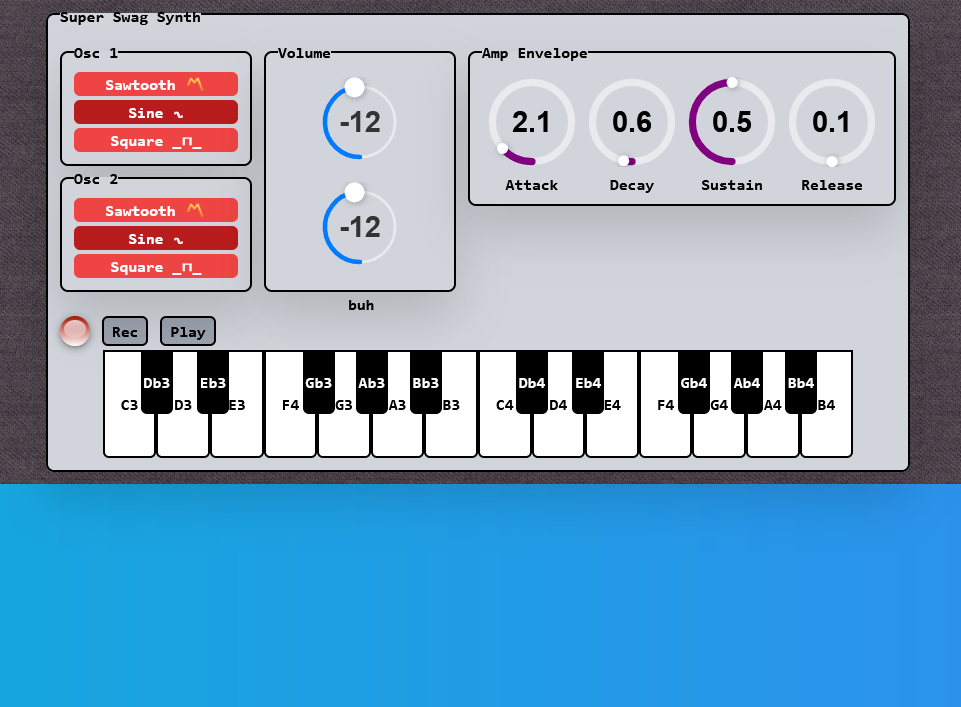 Super Swag Synth
Osc 1
Sawtooth
Sine
Square _⊓_
Osc 2
Sawtooth
Sine
Square _⊓_
Volume
-12
-12
buh
Amp Envelope
2.1 0.6 0.5 0.1
Attack Decay Sustain Release
Rec Play
Db3 Eb3 Gb3 Ab3 Bb3 Db4 Eb4 Gb4 Ab4 Bb4
C3 D3 E3 F4 G3 A3 B3 C4 D4 E4 F4 G4 A4 B4